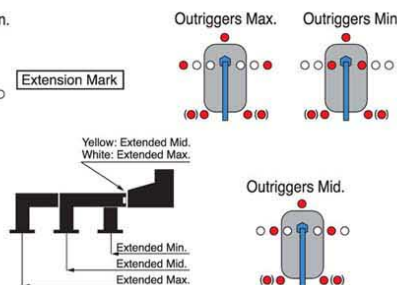 n.
Outriggers Max.
Outriggers Min
Extension Mark
Yellow: Extended Mid.
White: Extended Max.
Outriggers Mid.
Extended Min.
Extended Mid.
Extended Max.